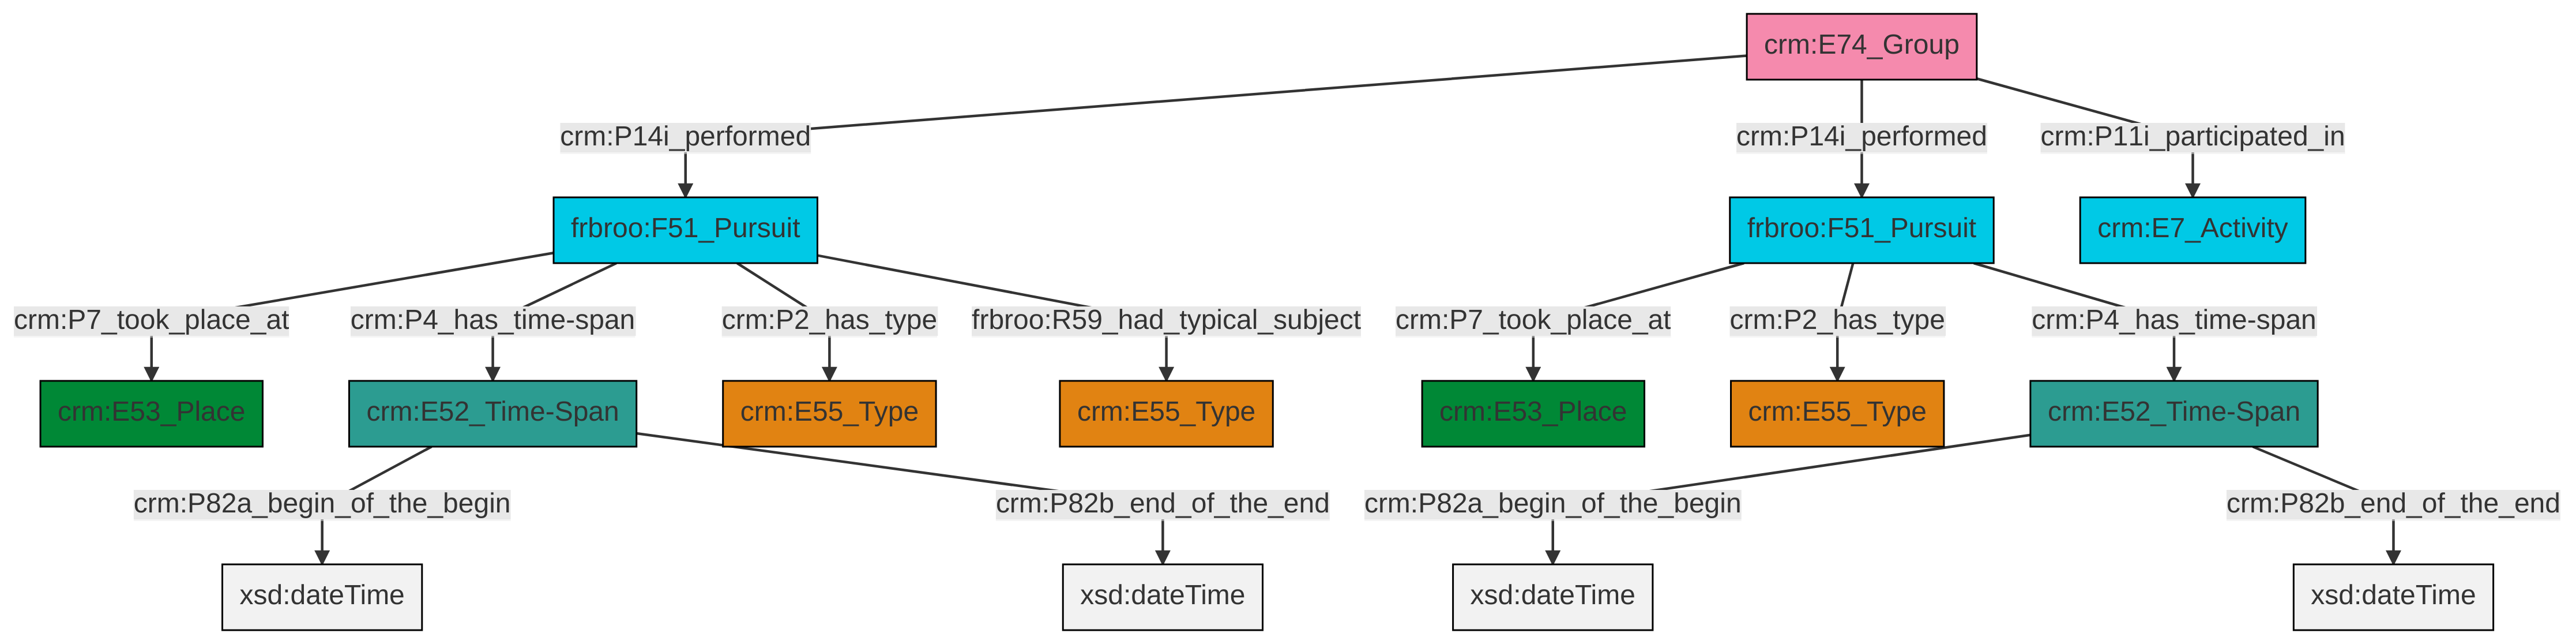 crm:E74_Group
crm:P14i_performed
crm:P14i_performed
crm:P11i_participated_in
frbroo:F51_Pursuit
frbroo:F51_Pursuit
crm:E7_Activity
crm:P7_took_place_at
crm:P4_has_time-span
crm:P2_has_type
frbroo:R59_had_typical_subject
crm:P7_took_place_at
crm:P2_has_type
crm:P4_has_time-span
crm:E53_Place
crm:E52_Time-Span
crm:E55_Type
crm:E55_Type
crm:E53_Place
crm:E55_Type
crm:E52_Time-Span
crm:P82a_begin_of_the_begin
crm:P82b_end_of_the_end
crm:P82a_begin_of_the_begin
crm:P82b_end_of_the_end
xsd:dateTime
xsd:dateTime
xsd:dateTime
xsd:dateTime